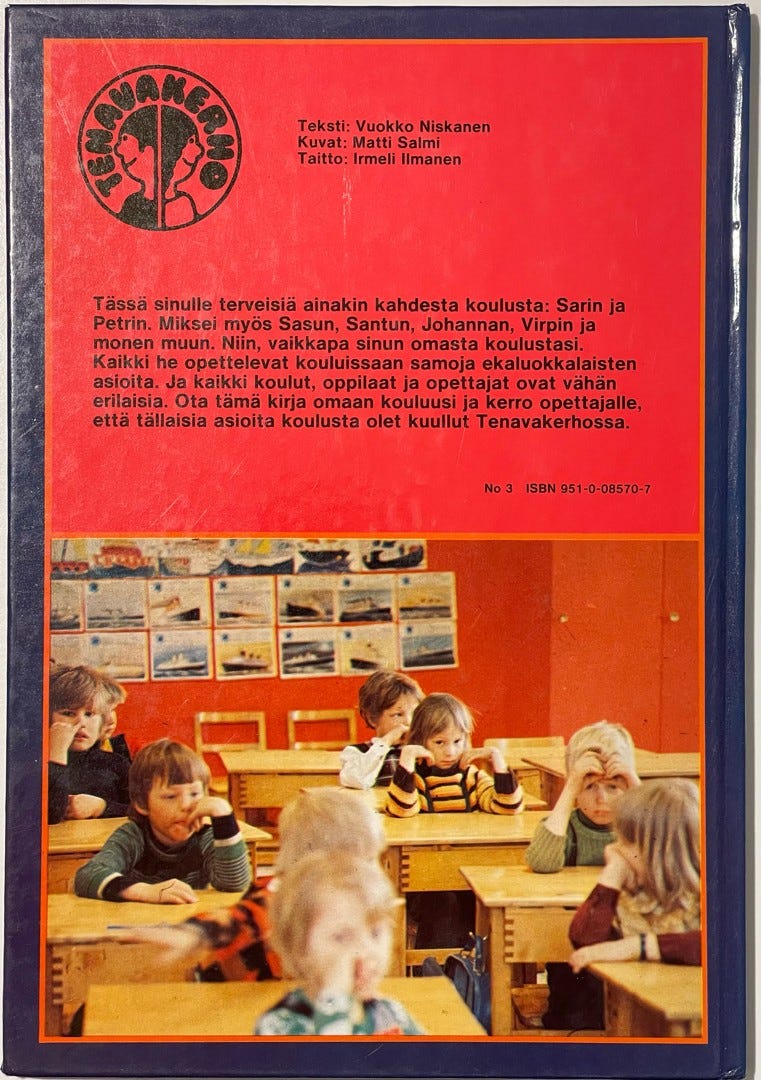 TENAVAKERHO
Teksti: Vuokko Niskanen
Kuvat: Matti Salmi
Taitto: Irmeli Ilmanen
Tässä sinulle terveisiä ainakin kahdesta koulusta: Sarin ja
Petrin. Miksei myös Sasun, Santun, Johannan, Virpin ja
monen muun. Niin, vaikkapa sinun omasta koulustasi.
Kaikki he opettelevat kouluissaan samoja ekaluokkalaisten
asioita. Ja kaikki koulut, oppilaat ja opettajat ovat vähän
erilaisia. Ota tämä kirja omaan kouluusi ja kerro opettajalle,
että tällaisia asioita koulusta olet kuullut Tenavakerhossa.
No 3 ISBN 951-0-08570-7